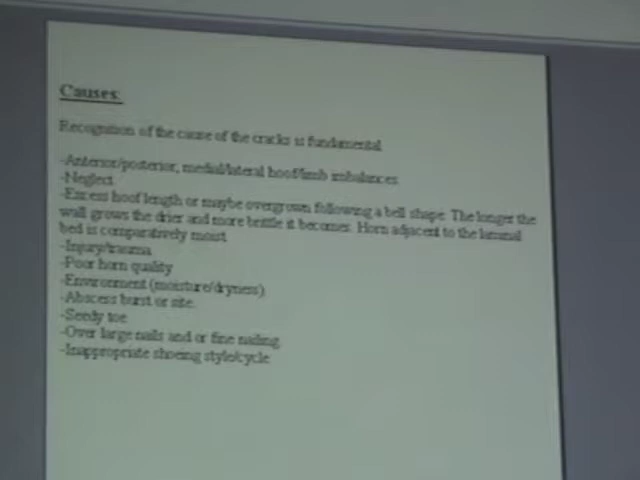 Causes:
Recognition of the cause of the cracks is fundamental
-Anterior/posterior, medial/lateral hoof/limb imbalances
-Neglect
-Excess hoof length or maybe overgrown following a bell shape. The longer the
wall grows the drier and more brittle it becomes. Horn adjacent to the laminal
bed is comparatively moist
-Injury/trauma
-Poor horn quality
-Environment (moisture/dryness)
-Abscess burst or site.
-Seedy toe
-Over large nails and or fine nailing
-Inappropriate shoeing style/cycle